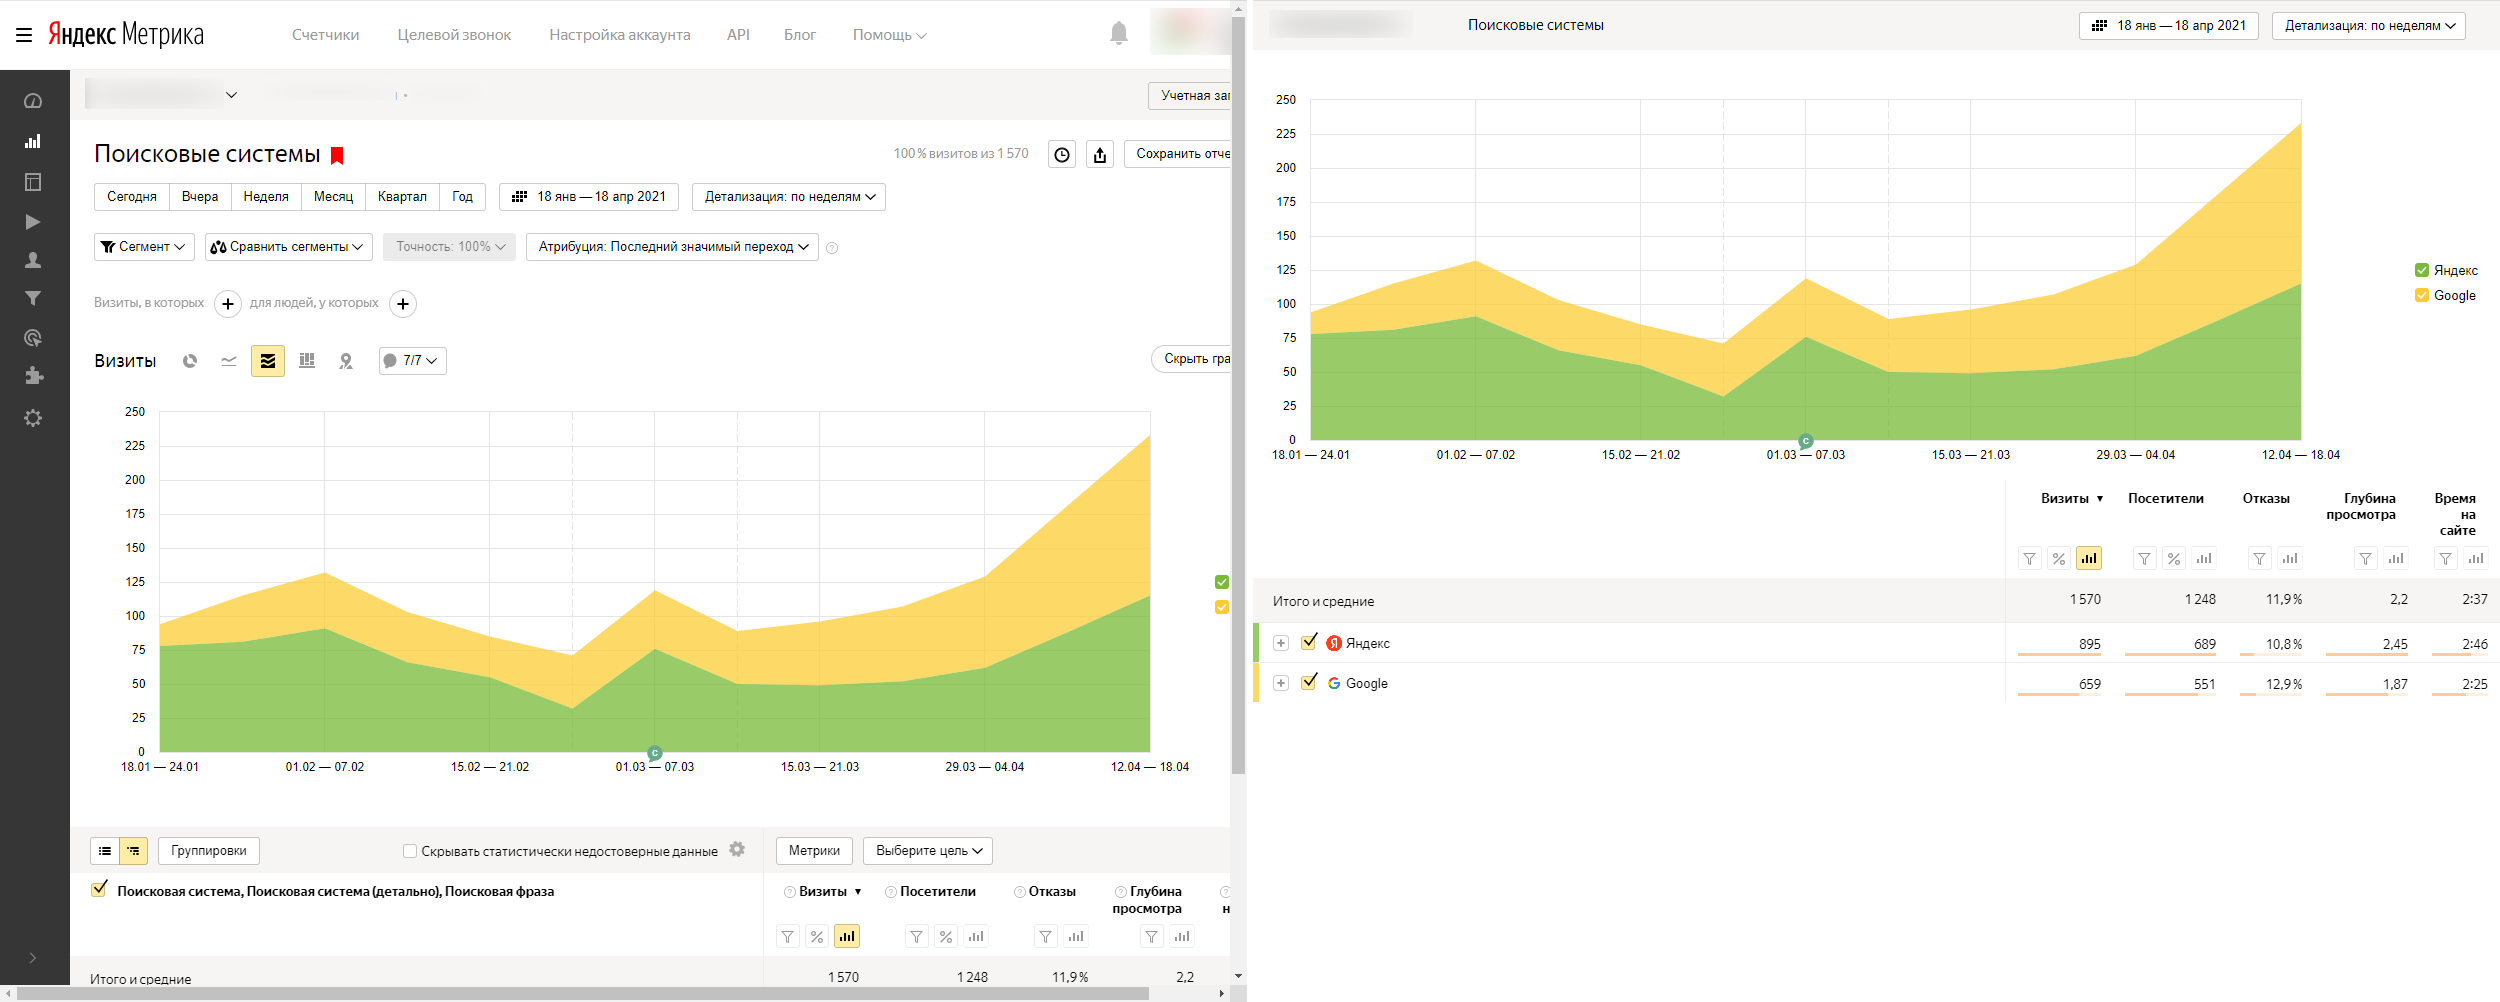 Яндекс Метрика
Счетчики Целевой звонок Настройка аккаунта API Блог Помощь
Поисковые системы
100 % визитов из 1 570
Сохранить отче
Сегодня Вчера Неделя Месяц Квартал Год 18 янв — 18 апр 2021 Детализация: по неделям
Сегмент Сравнить сегменты Точность: 100% Атрибуция: Последний значимый переход
Визиты, в которых + для людей, у которых +
Визиты 7/7
Скрыть гра
250
225
200
175
150
125
100
75
50
25
0
с
18.01 — 24.01 01.02 — 07.02 15.02 — 21.02 01.03 — 07.03 15.03 — 21.03 29.03 — 04.04 12.04 — 18.04
Группировки Скрывать статистически недостоверные данные Метрики Выберите цель
Поисковая система, Поисковая система (детально), Поисковая фраза
Визиты ▼ Посетители Отказы Глубина
просмотра н
%
%
Итого и средние 1 570 1 248 11,9 % 2,2
Учетная зап
Поисковые системы 18 янв — 18 апр 2021 Детализация: по неделям
250
225
200
175
150
125
100
75
50
25
0
с
18.01 — 24.01 01.02 — 07.02 15.02 — 21.02 01.03 — 07.03 15.03 — 21.03 29.03 — 04.04 12.04 — 18.04
Яндекс
Google
Визиты ▼ Посетители Отказы Глубина Время
просмотра на
сайте
%
%
Итого и средние 1 570 1 248 11,9 % 2,2 2:37
Я Яндекс 895 689 10,8 % 2,45 2:46
G Google 659 551 12,9 % 1,87 2:25